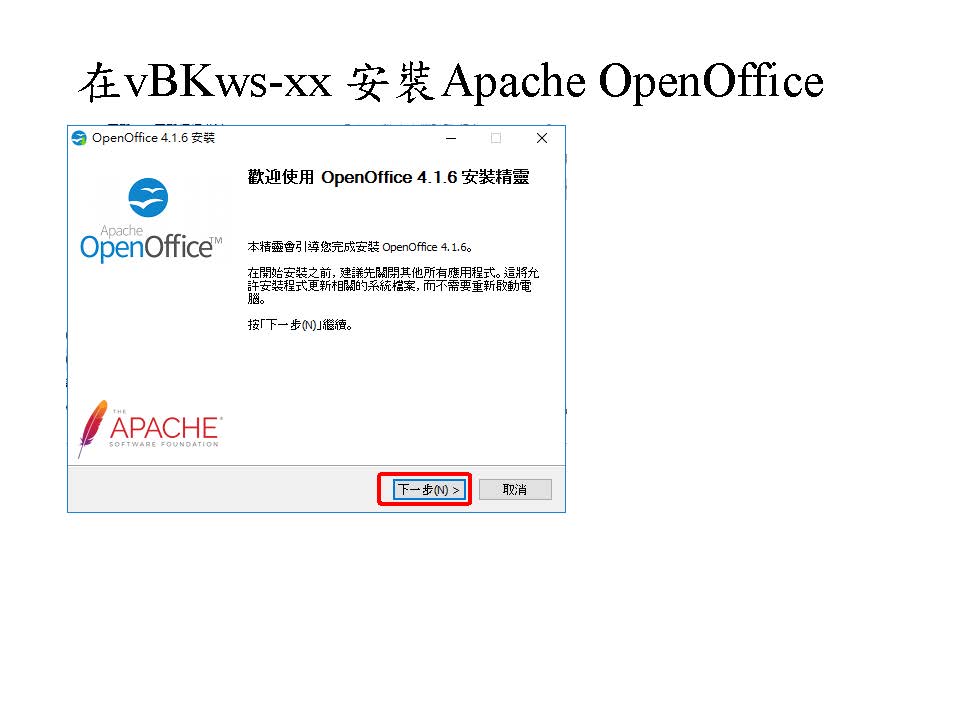 在vBKws-xx 安裝Apache OpenOffice
OpenOffice 4.1.6 安裝
歡迎使用 OpenOffice 4.1.6 安裝精靈
Apache
OpenOffice™
本精靈會引導您完成安裝 OpenOffice 4.1.6。
在開始安裝之前，建議先關閉其他所有應用程式。這將允
許安裝程式更新相關的系統檔案，而不需要重新啟動電
腦。
按「下一步(N)」繼續。
THE
APACHE®
SOFTWARE FOUNDATION
下一步(N) >
取消